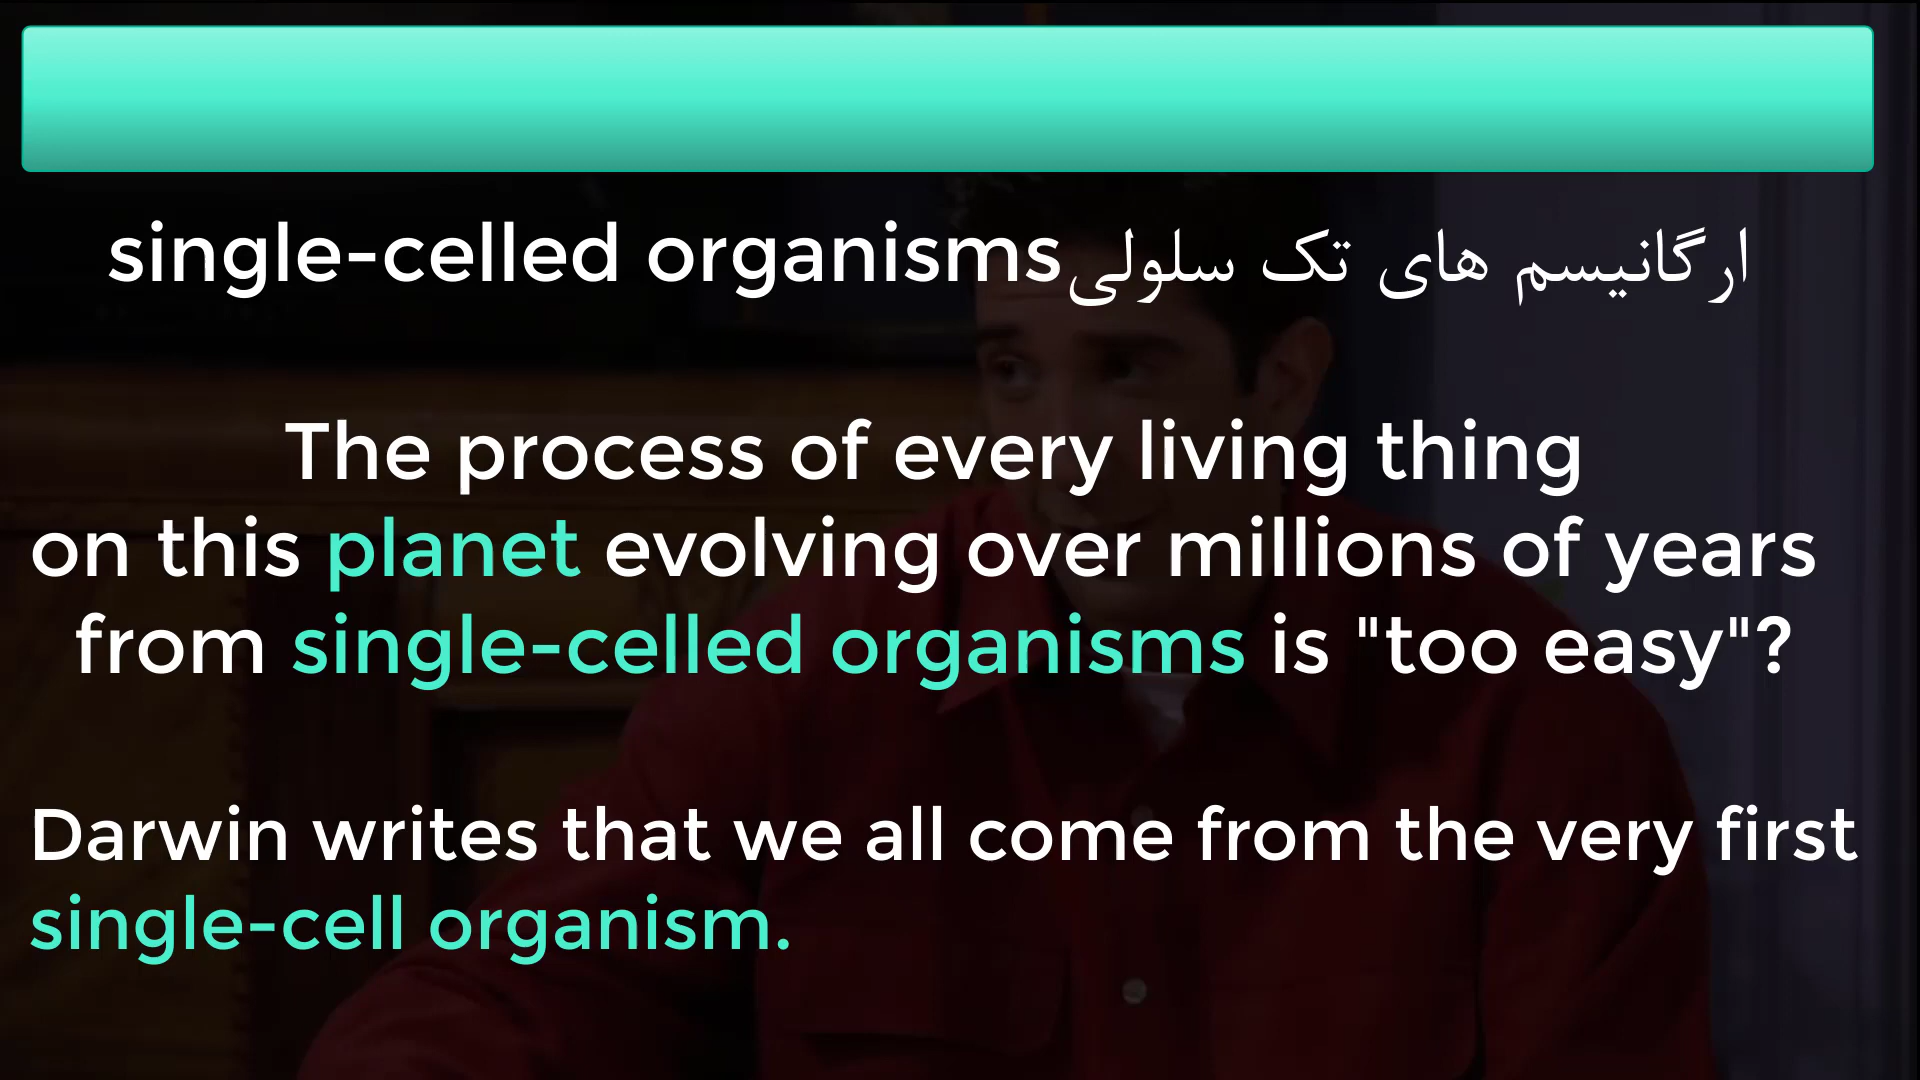 single-celled organisms ارگانیسم های تک سلولی
The process of every living thing
on this planet evolving over millions of years
from single-celled organisms is "too easy"?
Darwin writes that we all come from the very first
single-cell organism.